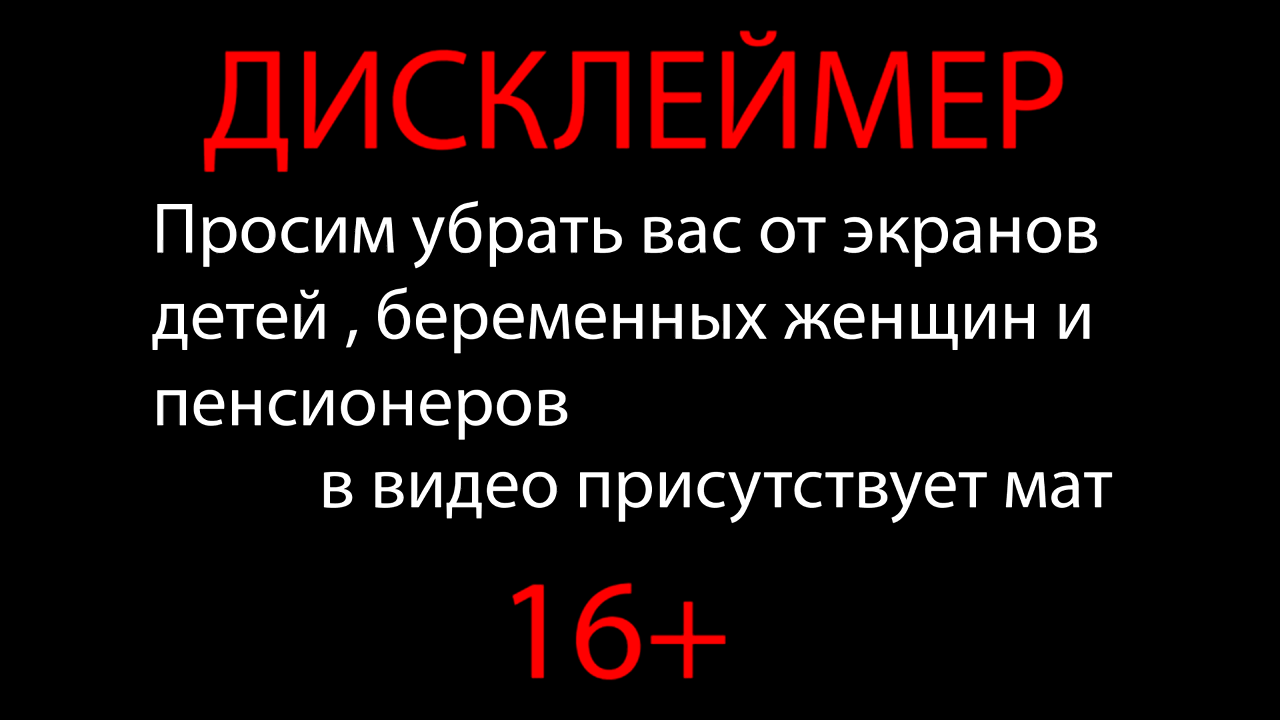 ДИСКЛЕЙМЕР
Просим убрать вас от экранов
детей , беременных женщин и
пенсионеров
в видео присутствует мат
16+